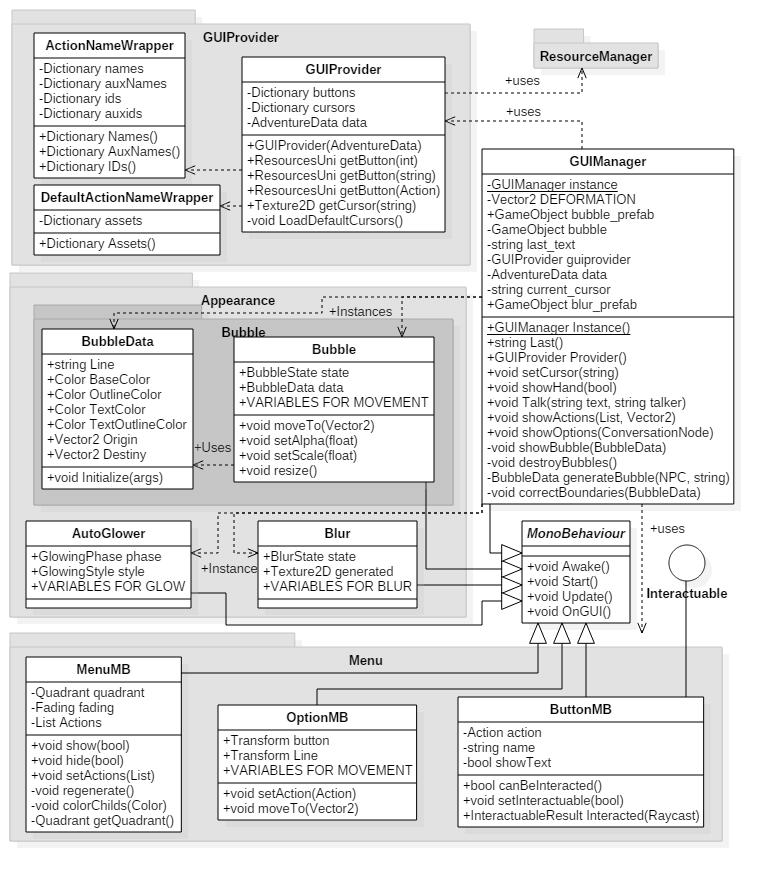 GUIProvider
ActionNameWrapper
-Dictionary names
-Dictionary auxNames
-Dictionary ids
-Dictionary auxids
+Dictionary Names()
+Dictionary AuxNames()
+Dictionary IDs()
DefaultActionNameWrapper
-Dictionary assets
+Dictionary Assets()
GUIProvider
-Dictionary buttons
-Dictionary cursors
-AdventureData data
+GUIProvider(AdventureData)
+ResourcesUni getButton(int)
+ResourcesUni getButton(string)
+ResourcesUni getButton(Action)
+Texture2D getCursor(string)
-void LoadDefaultCursors()
ResourceManager
+uses
+uses
GUIManager
-GUIManager instance
-Vector2 DEFORMATION
+GameObject bubble_prefab
-GameObject bubble
-string last_text
-GUIProvider guiprovider
-AdventureData data
-string current_cursor
+GameObject blur_prefab
+GUIManager Instance()
+string Last()
+GUIProvider Provider()
+void setCursor(string)
+void showHand(bool)
+void Talk(string text, string talker)
+void showActions(List, Vector2)
+void showOptions(ConversationNode)
-void showBubble(BubbleData)
-void destroyBubbles()
-BubbleData generateBubble(NPC, string)
-void correctBoundaries(BubbleData)
Appearance
+Instances
Bubble
BubbleData
+string Line
+Color BaseColor
+Color OutlineColor
+Color TextColor
+Color TextOutlineColor
+Vector2 Origin
+Vector2 Destiny
+void Initialize(args)
+Uses
Bubble
+BubbleState state
+BubbleData data
+VARIABLES FOR MOVEMENT
+void moveTo(Vector2)
+void setAlpha(float)
+void setScale(float)
+void resize()
AutoGlower
+GlowingPhase phase
+GlowingStyle style
+VARIABLES FOR GLOW
+Instance
Blur
+BlurState state
+Texture2D generated
+VARIABLES FOR BLUR
MonoBehaviour
+void Awake()
+void Start()
+void Update()
+void OnGUI()
+uses
Interactuable
Menu
MenuMB
-Quadrant quadrant
-Fading fading
-List Actions
+void show(bool)
+void hide(bool)
+void setActions(List)
-void regenerate()
-void colorChilds(Color)
-Quadrant getQuadrant()
OptionMB
+Transform button
+Transform Line
+VARIABLES FOR MOVEMENT
+void setAction(Action)
+void moveTo(Vector2)
ButtonMB
-Action action
-string name
-bool showText
+bool canBeInteracted()
+void setInteractuable(bool)
+InteractuableResult Interacted(Raycast)